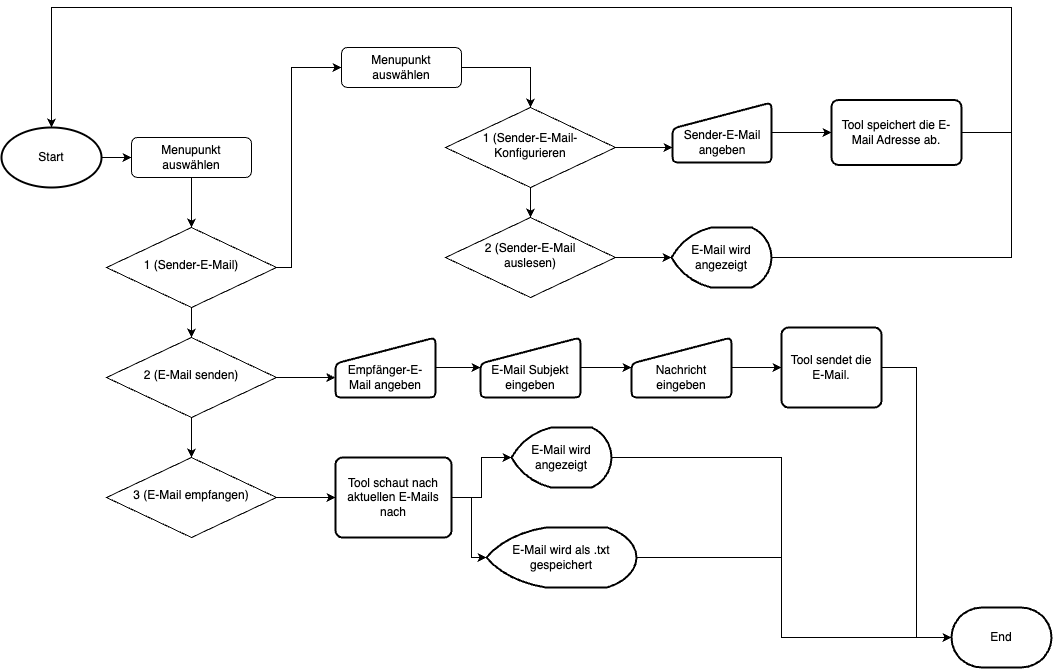 Menupunkt
auswählen
1 (Sender-E-Mail-
Konfigurieren
Sender-E-Mail
angeben
Tool speichert die E-
Mail Adresse ab.
Start
Menupunkt
auswählen
1 (Sender-E-Mail)
2 (Sender-E-Mail
auslesen)
E-Mail wird
angezeigt
2 (E-Mail senden)
Empfänger-E-
Mail angeben
E-Mail Subjekt
eingeben
Nachricht
eingeben
Tool sendet die
E-Mail.
3 (E-Mail empfangen)
Tool schaut nach
aktuellen E-Mails
nach
E-Mail wird
angezeigt
E-Mail wird als .txt
gespeichert
End